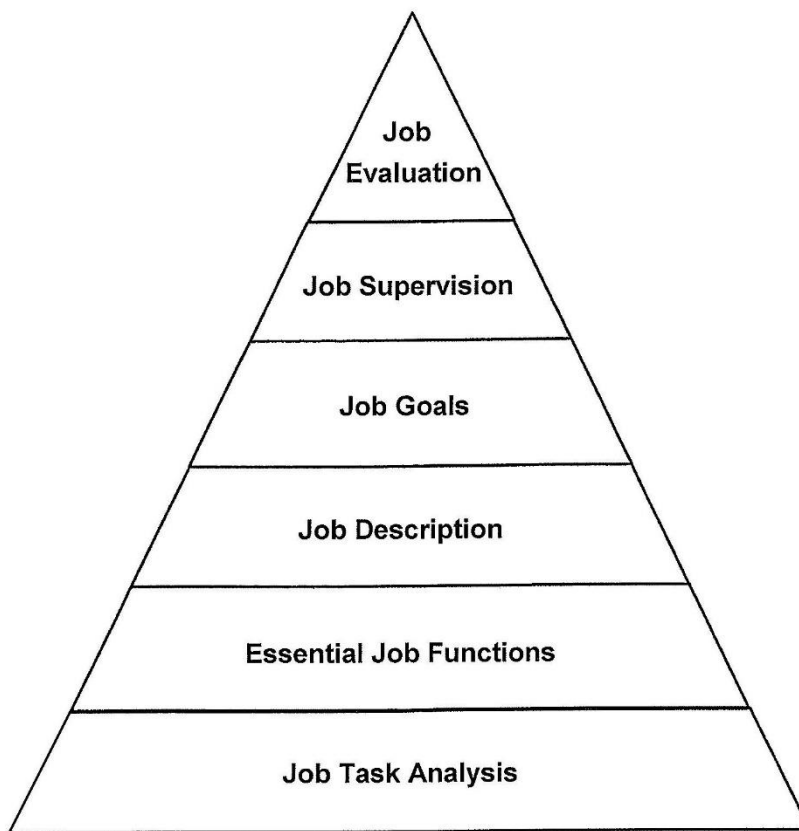 Job
Evaluation
Job Supervision
Job Goals
Job Description
Essential Job Functions
Job Task Analysis